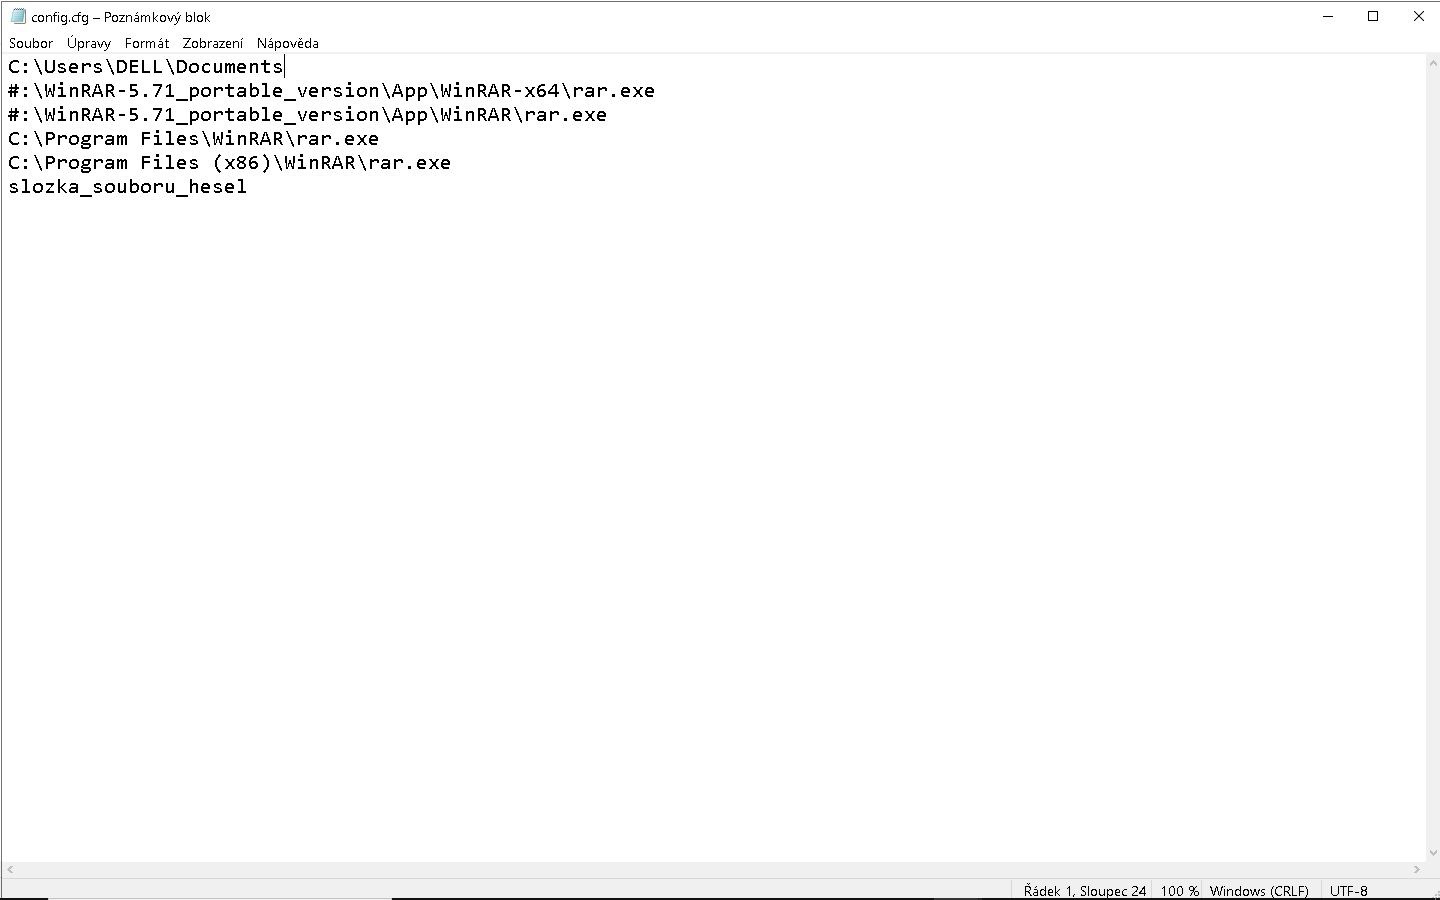 config.cfg – Poznámkový blok
Soubor Úpravy Formát Zobrazení Nápověda
C:\Users\DELL\Documents
#:\WinRAR-5.71_portable_version\App\WinRAR-x64\rar.exe
#:\WinRAR-5.71_portable_version\App\WinRAR\rar.exe
C:\Program Files\WinRAR\rar.exe
C:\Program Files (x86)\WinRAR\rar.exe
slozka_souboru_hesel
Řádek 1, Sloupec 24 100 % Windows (CRLF) UTF-8